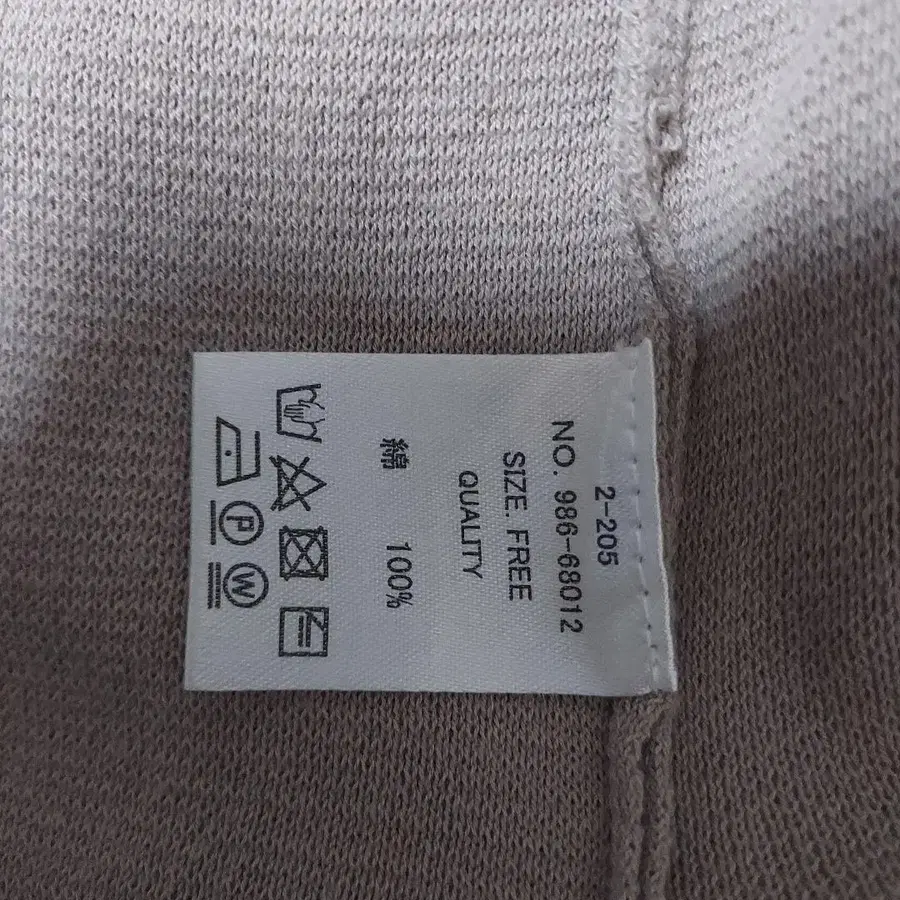 2-205
NO. 986-68012
SIZE. FREE
QUALITY
綿 100%
P W